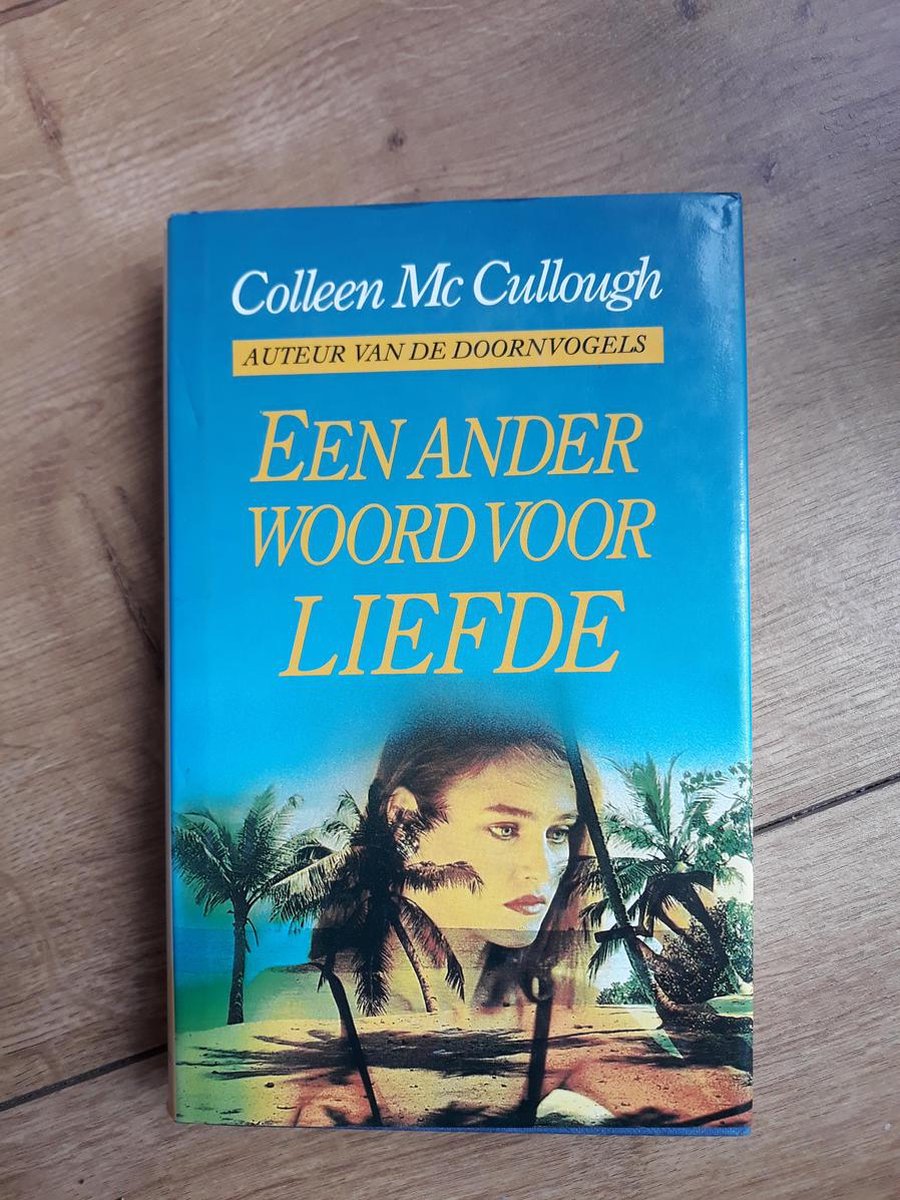 Colleen Mc Cullough
AUTEUR VAN DE DOORNVOGELS
EEN ANDER
WOORD VOOR
LIEFDE